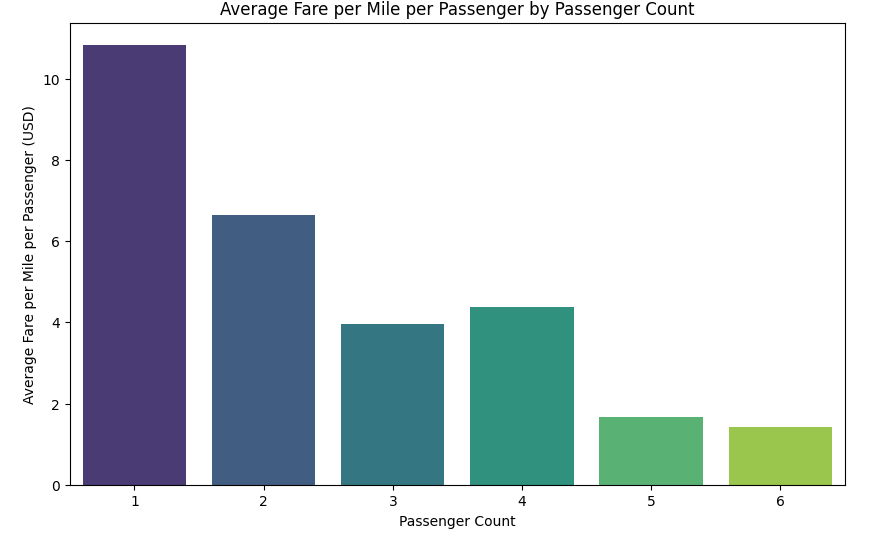 Average Fare per Mile per Passenger by Passenger Count
Average Fare per Mile per Passenger (USD)
10
8
6
4
2
0
1 2 3 4 5 6
Passenger Count